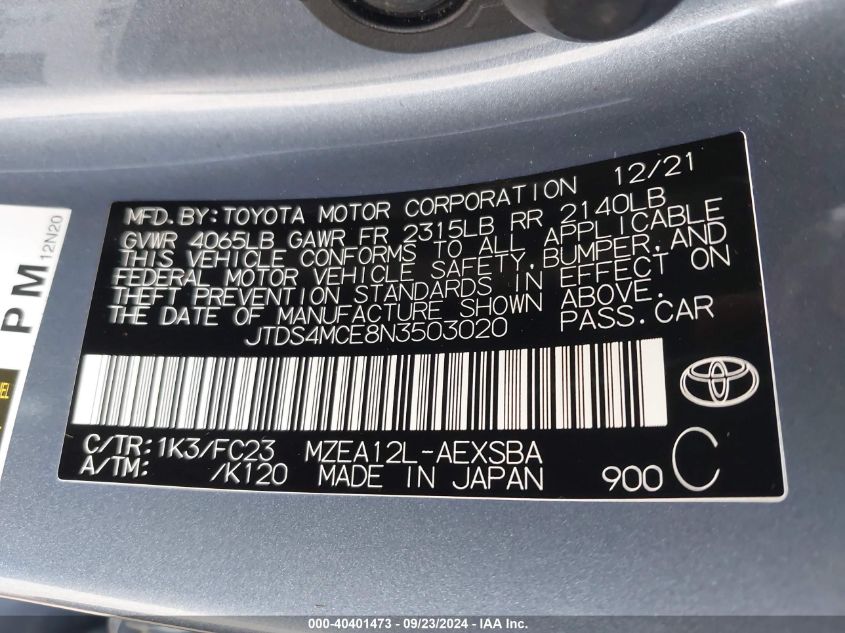 MFD. BY: TOYOTA MOTOR CORPORATION 12/21
GVWR 4065LB GAWR FR 2315LB RR 2140LB
THIS VEHICLE CONFORMS TO ALL APPLICABLE
FEDERAL MOTOR VEHICLE SAFETY, BUMPER, AND
THEFT PREVENTION STANDARDS IN EFFECT ON
THE DATE OF MANUFACTURE SHOWN ABOVE.
JTDS4MCE8N3503020 PASS. CAR
C/TR: 1K3/FC23 MZEA12L-AEXSBA
A/TM: /K120 MADE IN JAPAN 900 C
PM
12N20
000-40401473 - 09/23/2024 - IAA Inc.